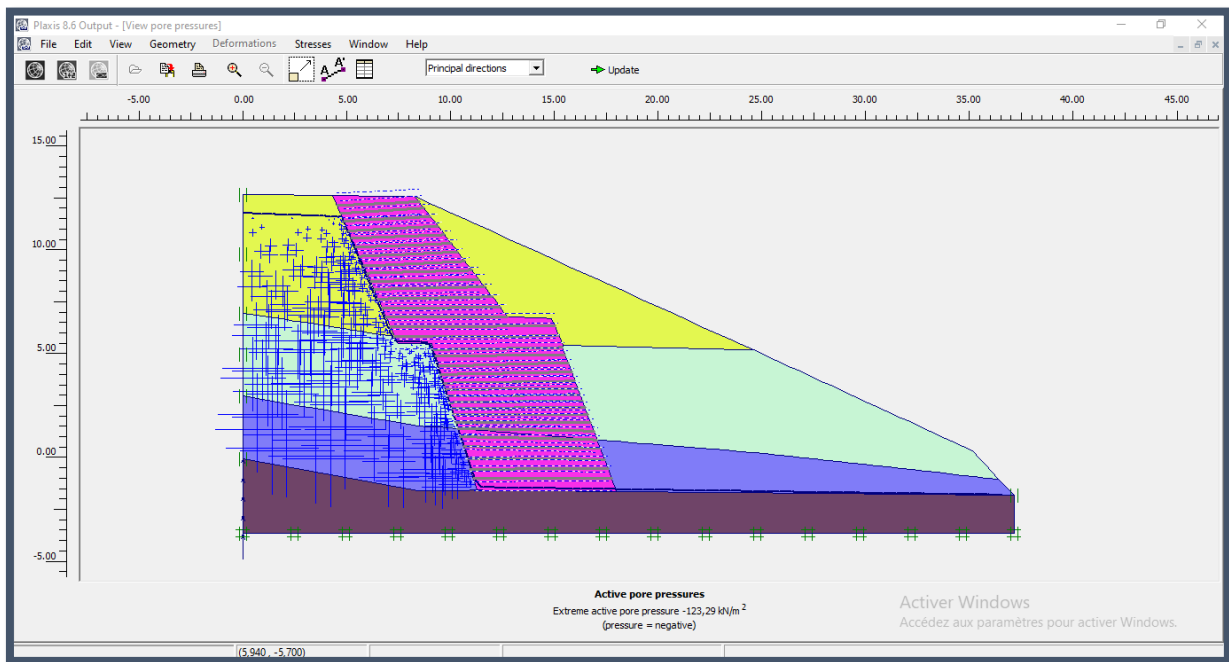 Plaxis 8.6 Output - [View pore pressures]
File Edit View Geometry Deformations Stresses Window Help
Principal directions Update
-5.00 0.00 5.00 10.00 15.00 20.00 25.00 30.00 35.00 40.00 45.00
15.00
10.00
5.00
0.00
-5.00
Active pore pressures
Extreme active pore pressure -123,29 kN/m 2
(pressure = negative)
Activer Windows
Accédez aux paramètres pour activer Windows.
(5,940 , -5,700)